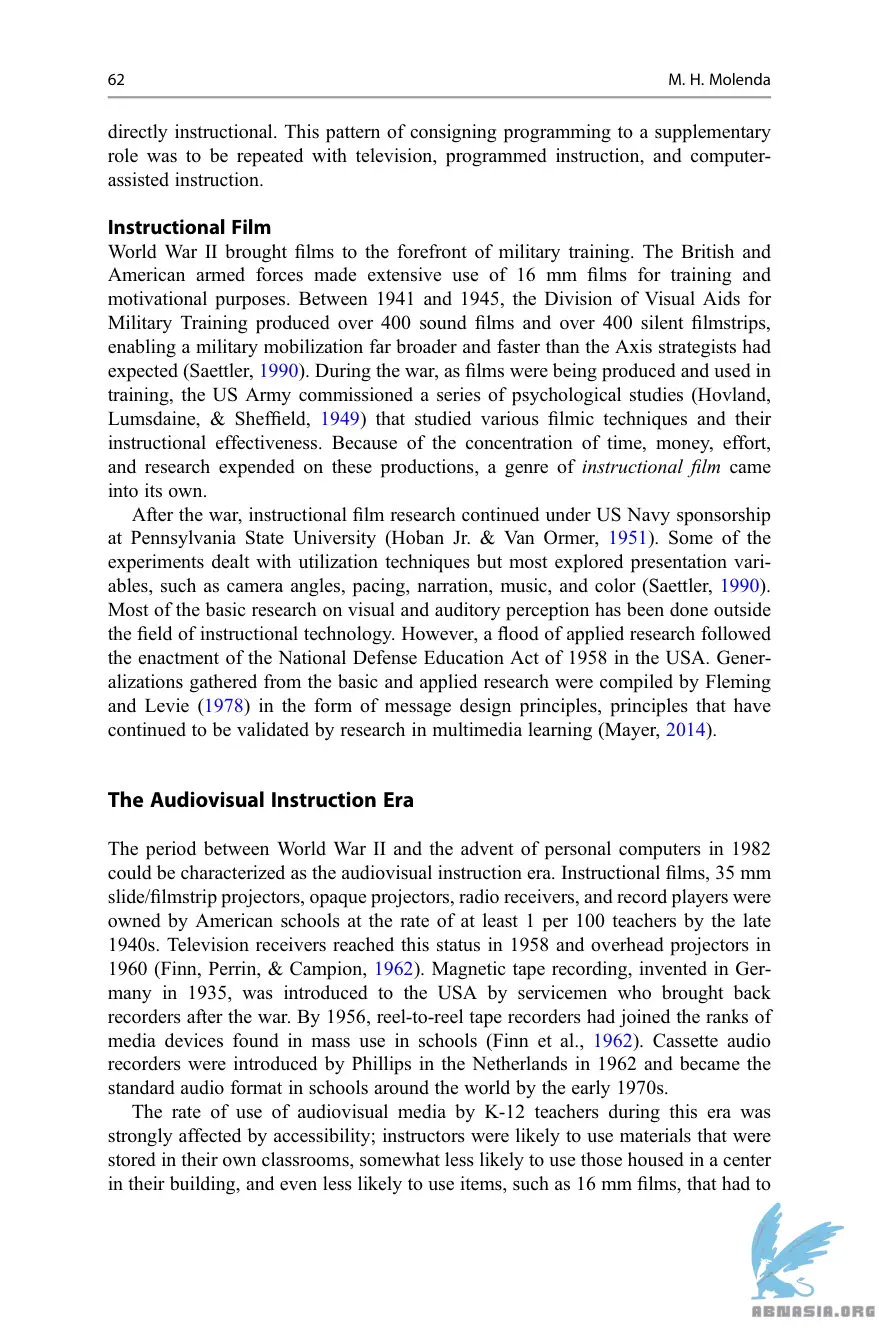 62
M. H. Molenda
directly instructional. This pattern of consigning programming to a supplementary
role was to be repeated with television, programmed instruction, and computer-
assisted instruction.
Instructional Film
World War II brought films to the forefront of military training. The British and
American armed forces made extensive use of 16 mm films for training and
motivational purposes. Between 1941 and 1945, the Division of Visual Aids for
Military Training produced over 400 sound films and over 400 silent filmstrips,
enabling a military mobilization far broader and faster than the Axis strategists had
expected (Saettler, 1990). During the war, as films were being produced and used in
training, the US Army commissioned a series of psychological studies (Hovland,
Lumsdaine, & Sheffield, 1949) that studied various filmic techniques and their
instructional effectiveness. Because of the concentration of time, money, effort,
and research expended on these productions, a genre of instructional film came
into its own.
After the war, instructional film research continued under US Navy sponsorship
at Pennsylvania State University (Hoban Jr. & Van Ormer, 1951). Some of the
experiments dealt with utilization techniques but most explored presentation vari-
ables, such as camera angles, pacing, narration, music, and color (Saettler, 1990).
Most of the basic research on visual and auditory perception has been done outside
the field of instructional technology. However, a flood of applied research followed
the enactment of the National Defense Education Act of 1958 in the USA. Gener-
alizations gathered from the basic and applied research were compiled by Fleming
and Levie (1978) in the form of message design principles, principles that have
continued to be validated by research in multimedia learning (Mayer, 2014).
The Audiovisual Instruction Era
The period between World War II and the advent of personal computers in 1982
could be characterized as the audiovisual instruction era. Instructional films, 35 mm
slide/filmstrip projectors, opaque projectors, radio receivers, and record players were
owned by American schools at the rate of at least 1 per 100 teachers by the late
1940s. Television receivers reached this status in 1958 and overhead projectors in
1960 (Finn, Perrin, & Campion, 1962). Magnetic tape recording, invented in Ger-
many in 1935, was introduced to the USA by servicemen who brought back
recorders after the war. By 1956, reel-to-reel tape recorders had joined the ranks of
media devices found in mass use in schools (Finn et al., 1962). Cassette audio
recorders were introduced by Phillips in the Netherlands in 1962 and became the
standard audio format in schools around the world by the early 1970s.
The rate of use of audiovisual media by K-12 teachers during this era was
strongly affected by accessibility; instructors were likely to use materials that were
stored in their own classrooms, somewhat less likely to use those housed in a center
in their building, and even less likely to use items, such as 16 mm films, that had to
ABNASIA.ORG